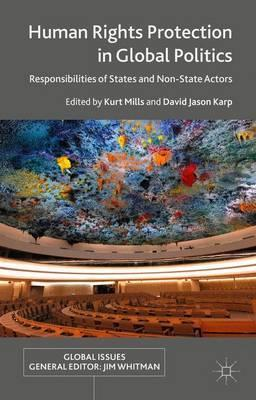 Human Rights Protection
in Global Politics
Responsibilities of States and Non-State Actors
Edited by Kurt Mills and David Jason Karp
GLOBAL ISSUES
GENERAL EDITOR: JIM WHITMAN